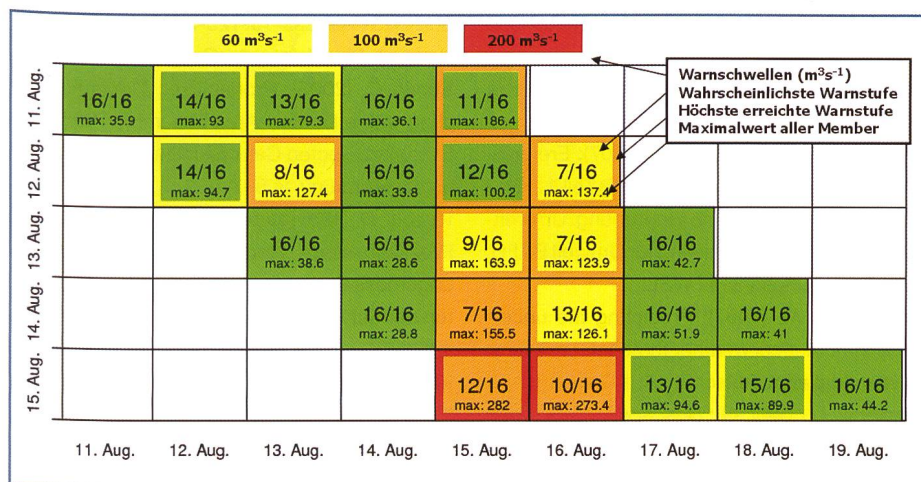 60 m³s⁻¹ 100 m³s⁻¹ 200 m³s⁻¹
Warnschwellen (m³s⁻¹)
Wahrscheinlichste Warnstufe
Höchste erreichte Warnstufe
Maximalwert aller Member
11. Aug.
16/16 14/16 13/16 16/16 11/16
max: 35.9 max: 93 max: 79.3 max: 36.1 max: 186.4
12. Aug.
14/16 8/16 16/16 12/16 7/16
max: 94.7 max: 127.4 max: 33.8 max: 100.2 max: 137.4
13. Aug.
16/16 16/16 9/16 7/16 16/16
max: 38.6 max: 28.6 max: 163.9 max: 123.9 max: 42.7
14. Aug.
16/16 7/16 13/16 16/16 16/16
max: 28.8 max: 155.5 max: 126.1 max: 51.9 max: 41
15. Aug.
12/16 10/16 13/16 15/16 16/16
max: 282 max: 273.4 max: 94.6 max: 89.9 max: 44.2
11. Aug. 12. Aug. 13. Aug. 14. Aug. 15. Aug. 16. Aug. 17. Aug. 18. Aug. 19. Aug.